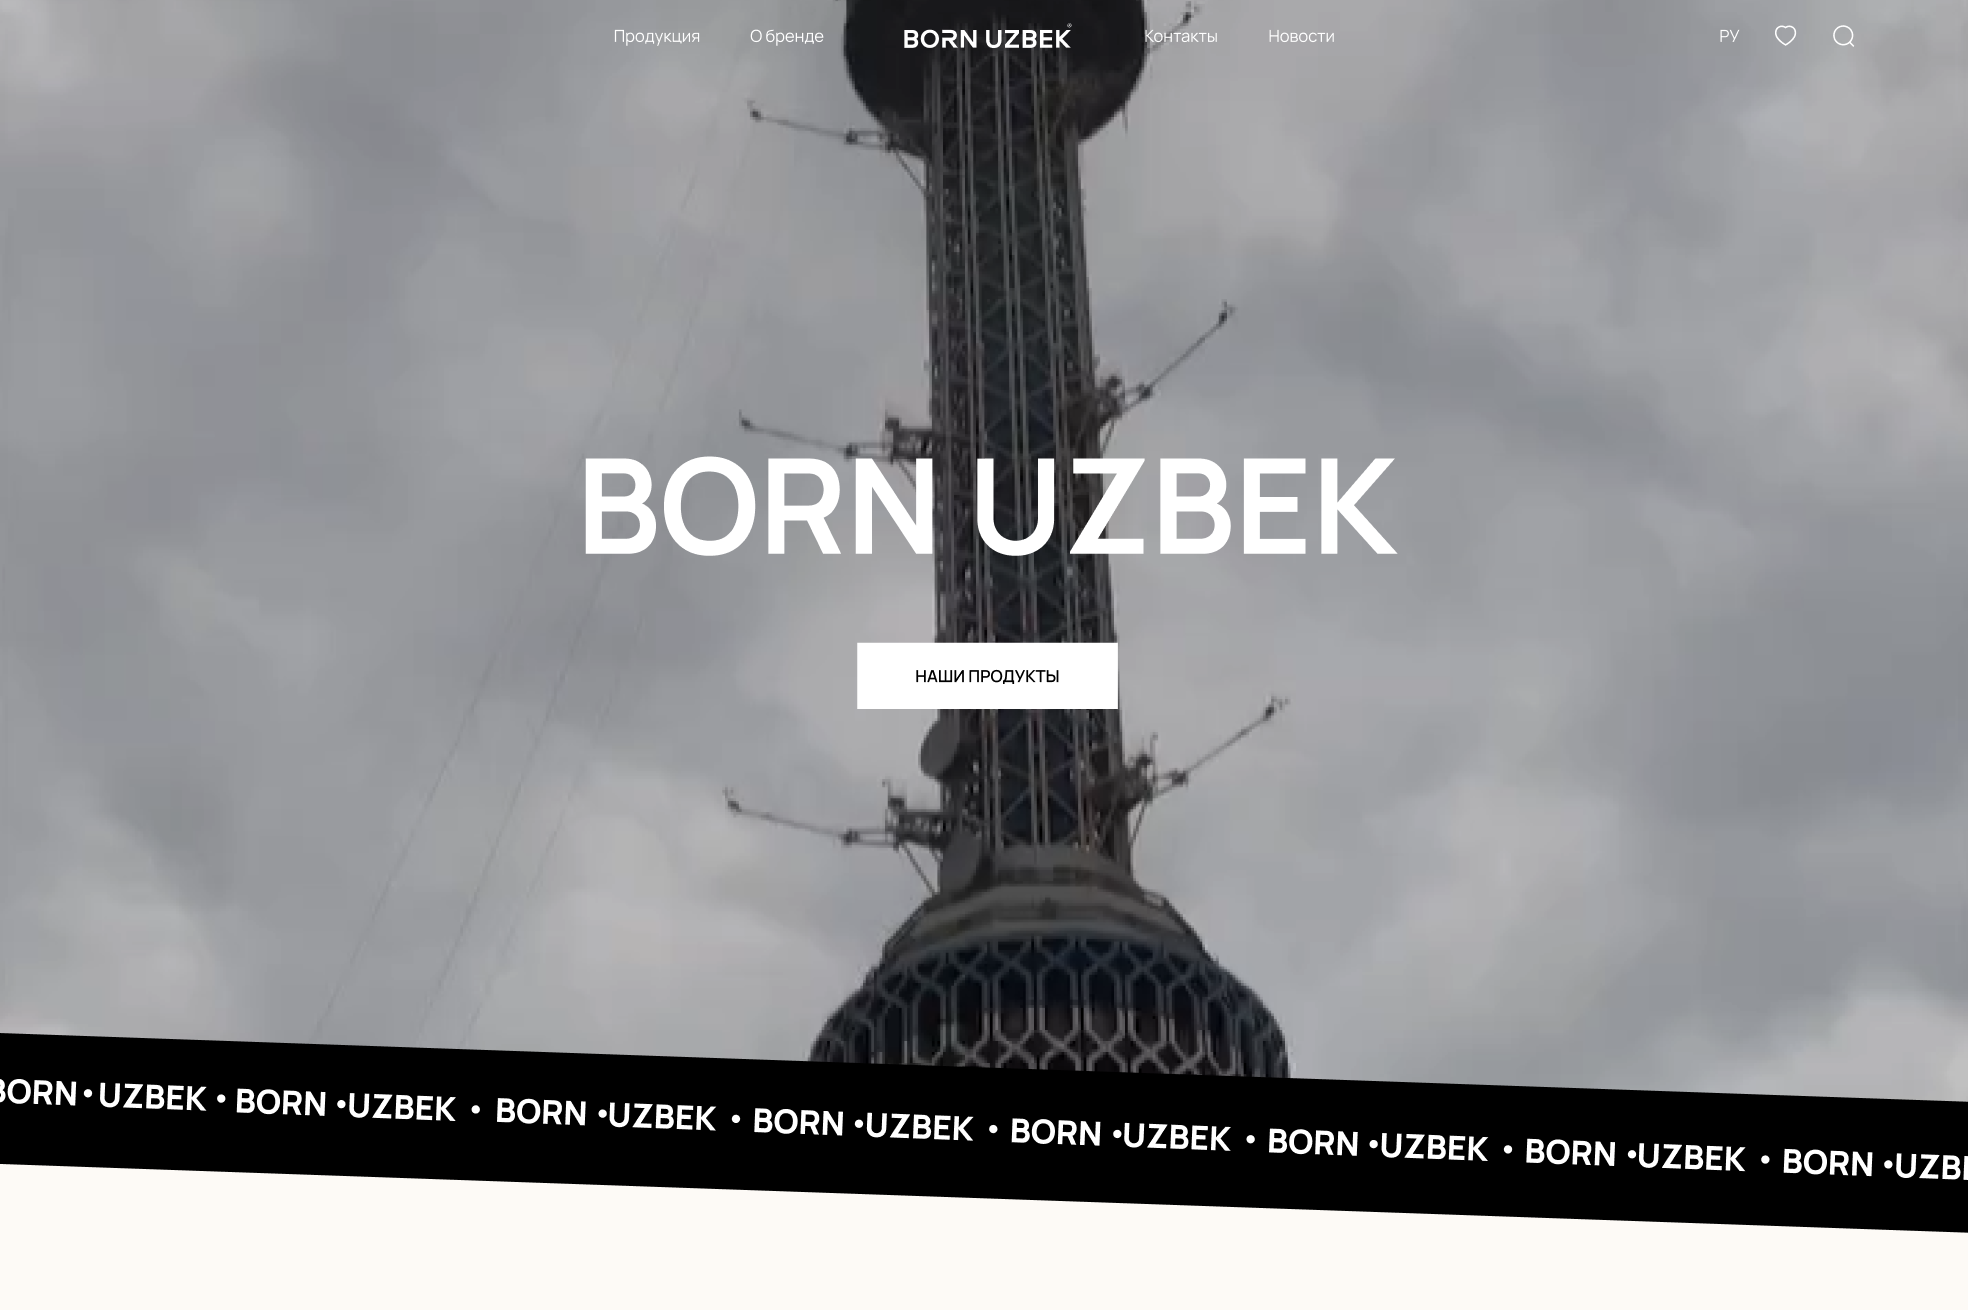 Продукция О бренде BORN UZBEK® Контакты Новости РУ
BORN UZBEK
НАШИ ПРОДУКТЫ
BORN • UZBEK • BORN •UZBEK • BORN •UZBEK • BORN •UZBEK • BORN •UZBEK • BORN •UZBEK • BORN •UZBEK • BORN •UZBE